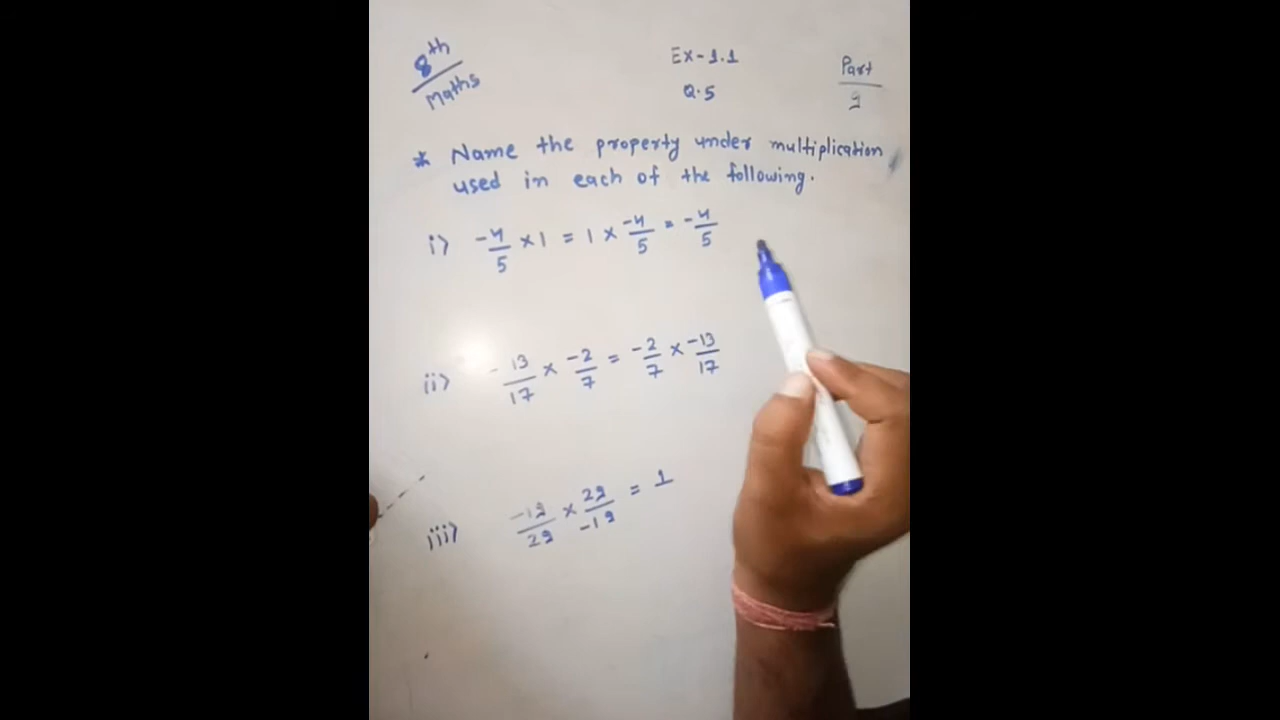 8th
Maths
Ex-1.1
Q.5
Part
9
* Name the property under multiplication
used in each of the following.
i) -4/5 × 1 = 1 × -4/5 = -4/5
ii) -13/17 × -2/7 = -2/7 × -13/17
iii) -19/29 × 29/-19 = 1